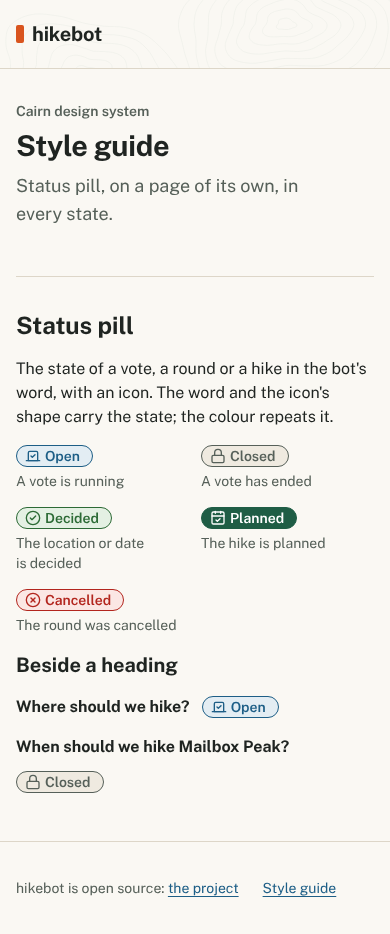 hikebot
Cairn design system
Style guide
Status pill, on a page of its own, in
every state.
Status pill
The state of a vote, a round or a hike in the bot's
word, with an icon. The word and the icon's
shape carry the state; the colour repeats it.
Open
A vote is running
Closed
A vote has ended
Decided
The location or date
is decided
Planned
The hike is planned
Cancelled
The round was cancelled
Beside a heading
Where should we hike? Open
When should we hike Mailbox Peak?
Closed
hikebot is open source: the project Style guide